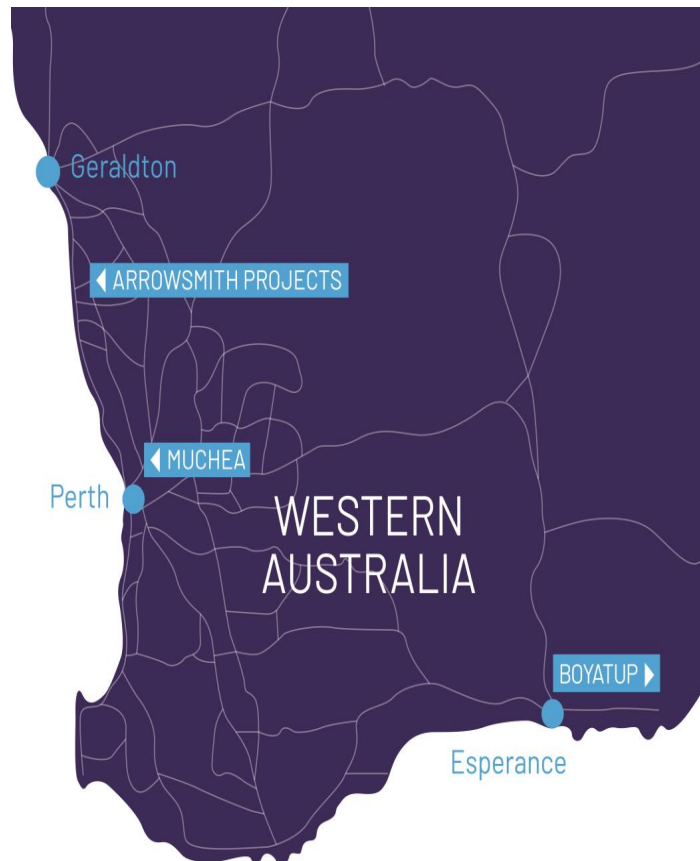 Geraldton
ARROWSMITH PROJECTS
MUCHEA
Perth
WESTERN
AUSTRALIA
BOYATUP
Esperance